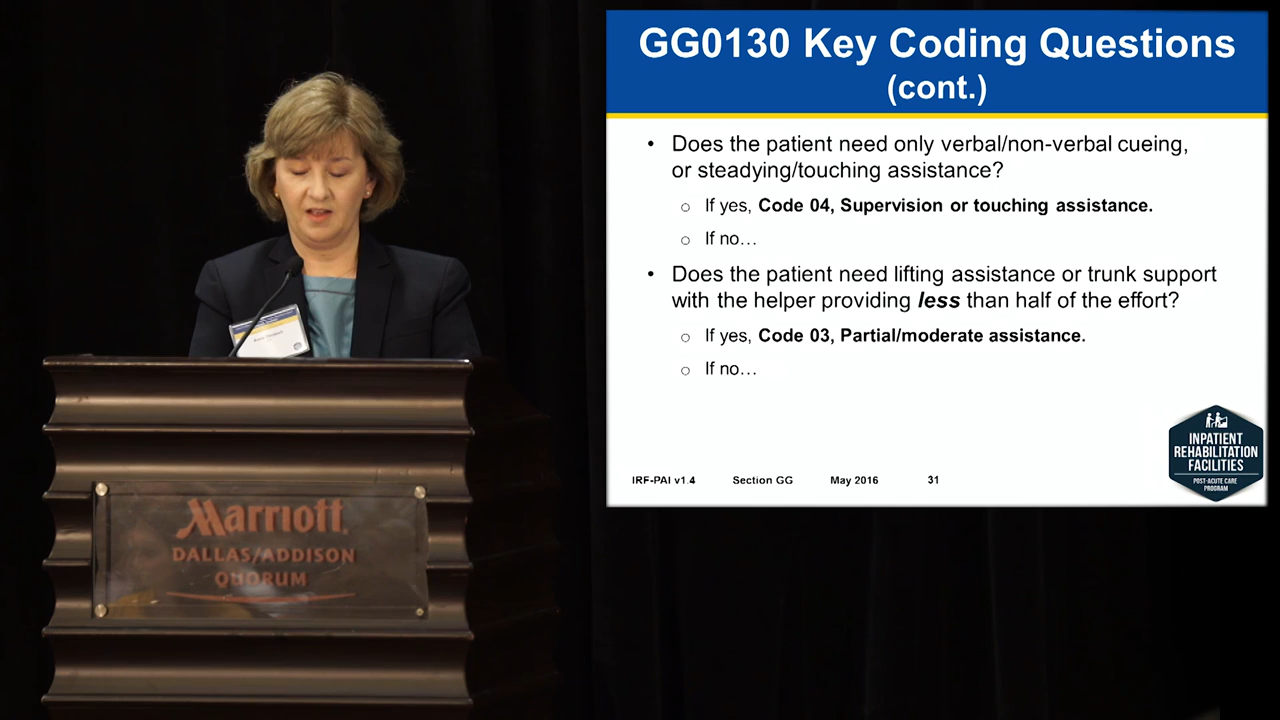 GG0130 Key Coding Questions
(cont.)
• Does the patient need only verbal/non-verbal cueing,
or steadying/touching assistance?
o If yes, Code 04, Supervision or touching assistance.
o If no…
• Does the patient need lifting assistance or trunk support
with the helper providing less than half of the effort?
o If yes, Code 03, Partial/moderate assistance.
o If no…
IRF-PAI v1.4 Section GG May 2016 31
INPATIENT
REHABILITATION
FACILITIES
POST-ACUTE CARE
PROGRAM
Marriott
DALLAS/ADDISON
QUORUM